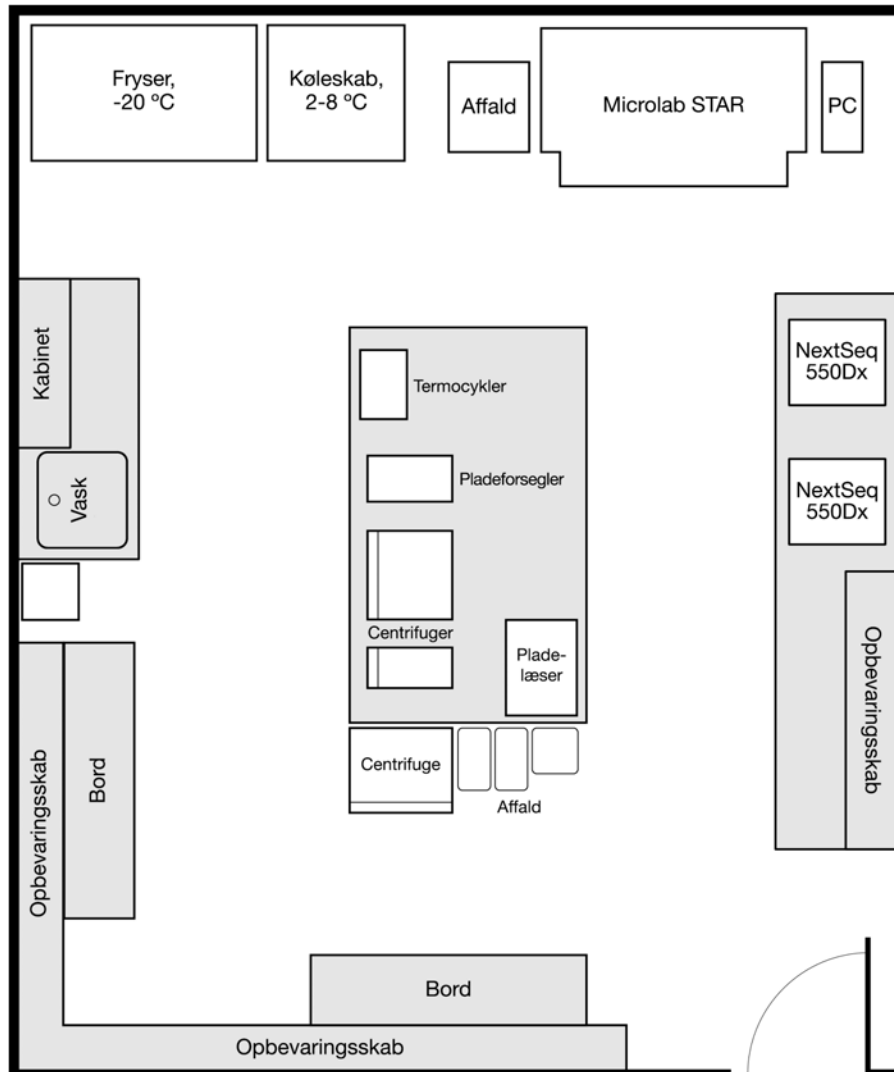 Fryser,
-20 ºC
Køleskab,
2-8 ºC
Affald
Microlab STAR
PC
Kabinet
Vask
Termocykler
Pladeforsegler
Centrifuger
Plade-
læser
Centrifuge
Affald
NextSeq
550Dx
NextSeq
550Dx
Opbevaringsskab
Opbevaringsskab
Bord
Bord
Opbevaringsskab